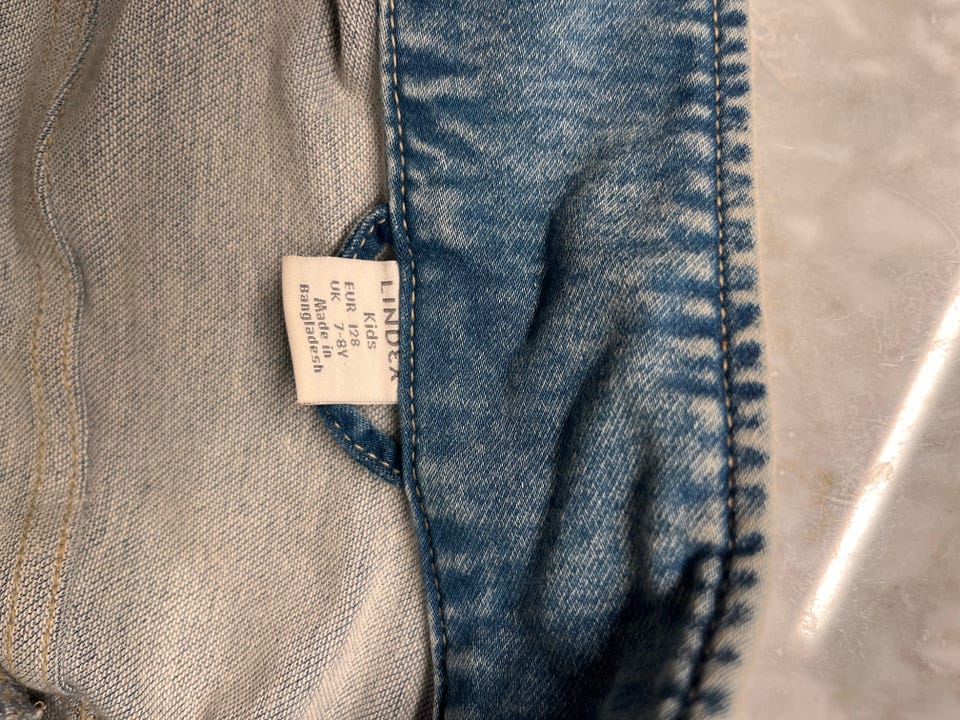 LINDEX
Kids
EUR 128
UK 7-8Y
Made in
Bangladesh